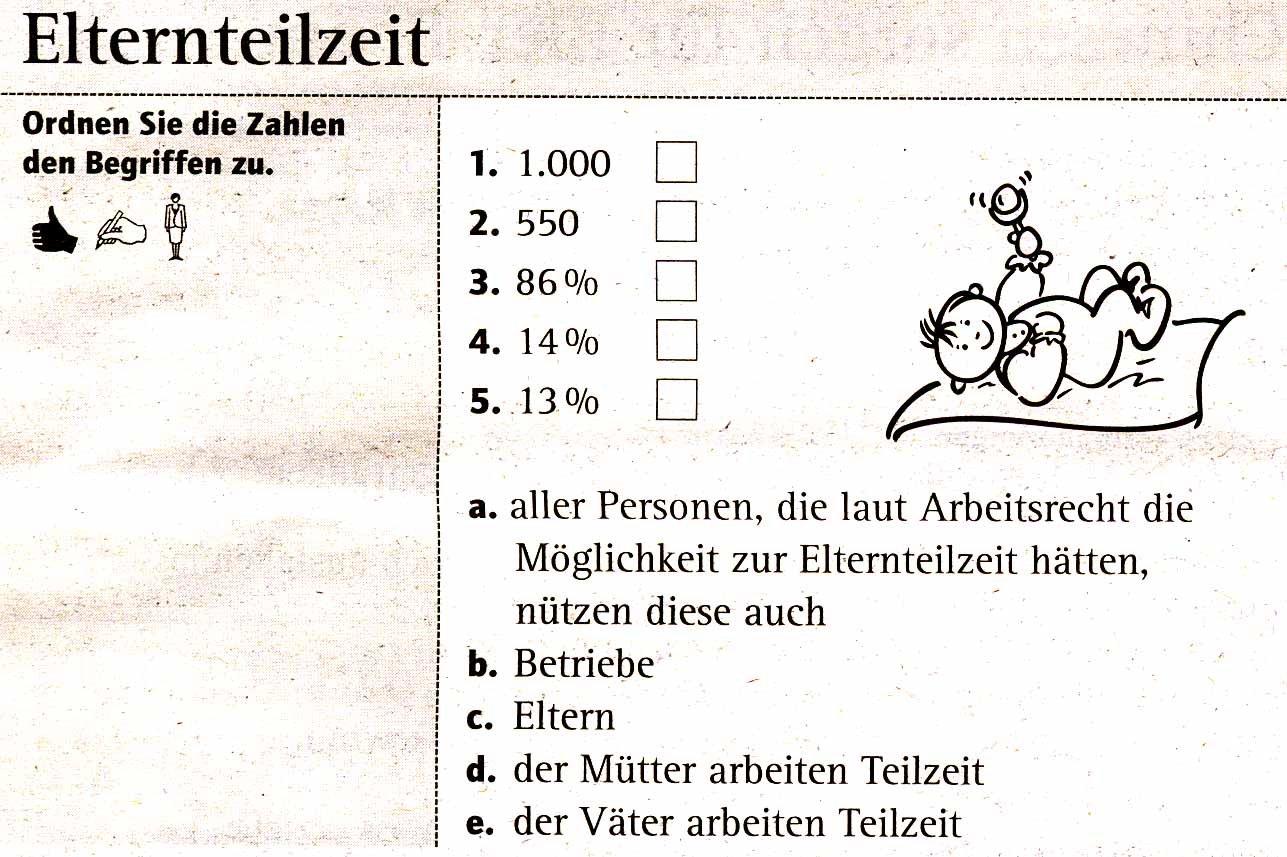 Elternteilzeit
Ordnen Sie die Zahlen
den Begriffen zu.
1. 1.000
2. 550
3. 86 %
4. 14 %
5. 13 %
a. aller Personen, die laut Arbeitsrecht die
Möglichkeit zur Elternteilzeit hätten,
nützen diese auch
b. Betriebe
c. Eltern
d. der Mütter arbeiten Teilzeit
e. der Väter arbeiten Teilzeit